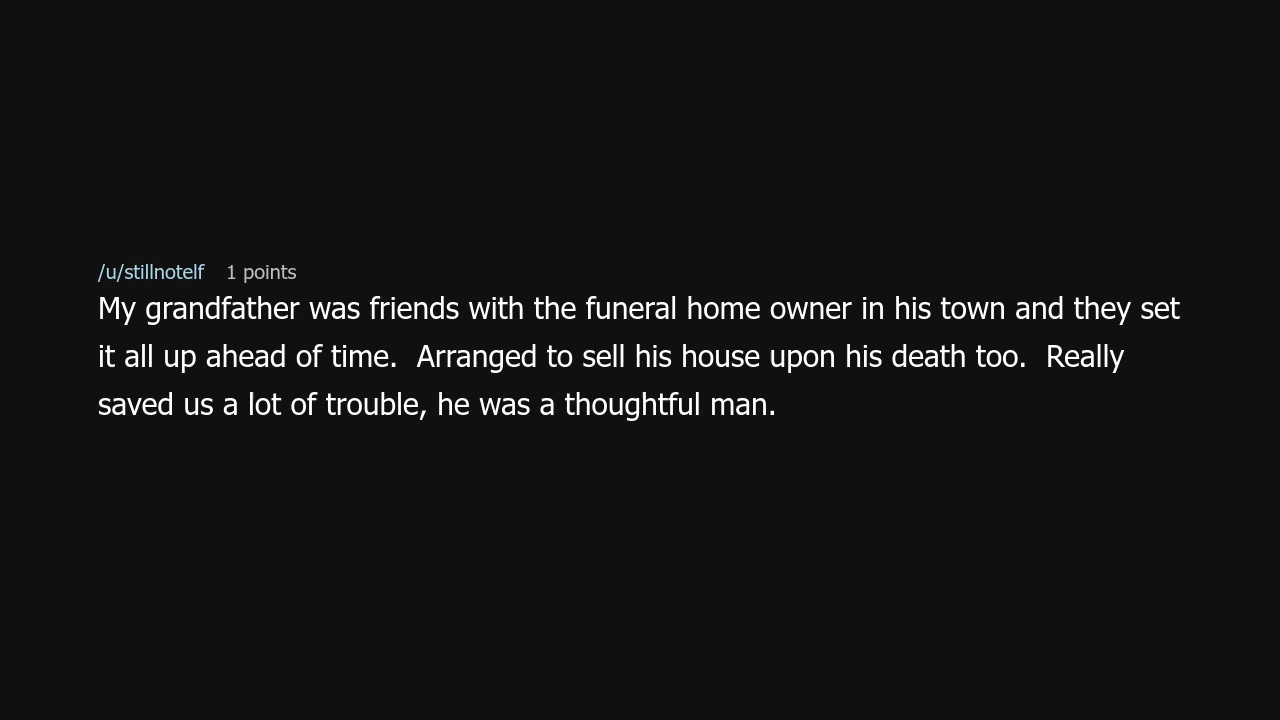 /u/stillnotelf 1 points
My grandfather was friends with the funeral home owner in his town and they set
it all up ahead of time.  Arranged to sell his house upon his death too.  Really
saved us a lot of trouble, he was a thoughtful man.